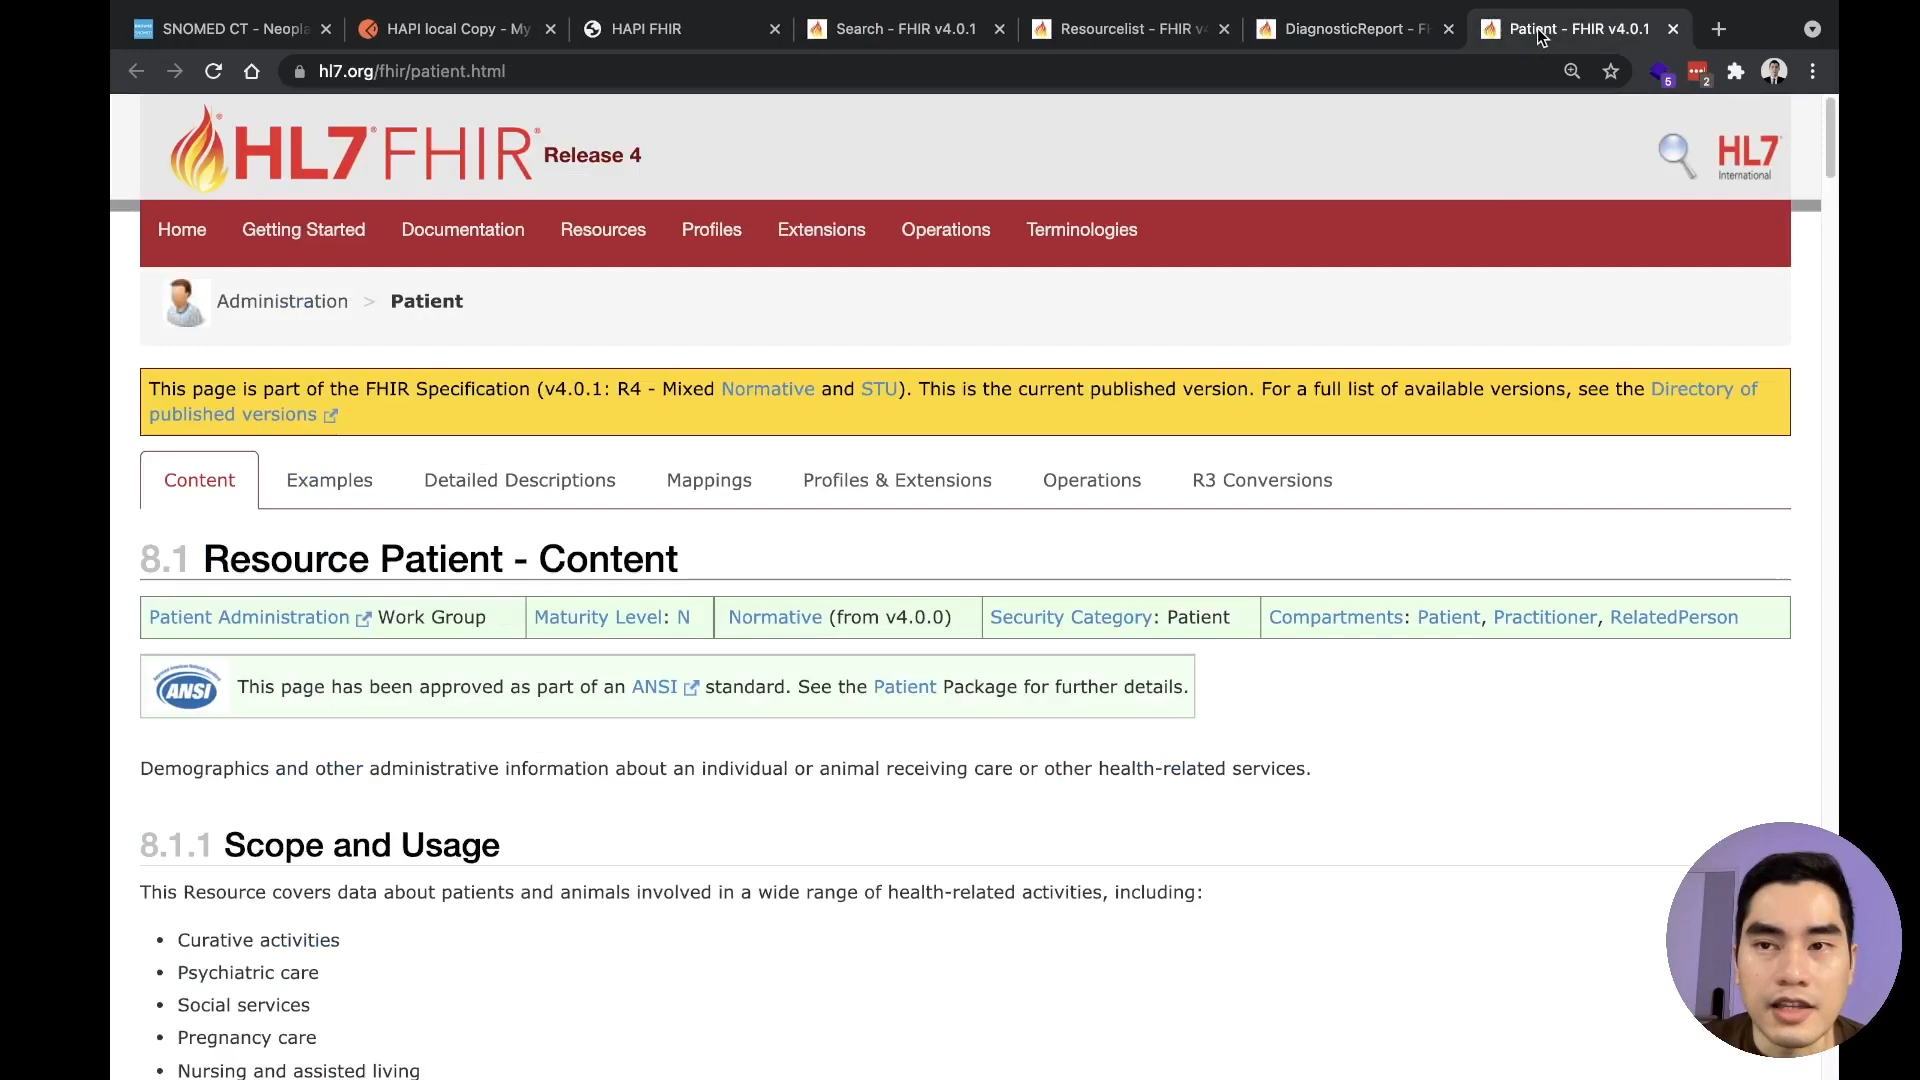 SNOMED CT - Neopla
HAPI local Copy - My
HAPI FHIR
Search - FHIR v4.0.1
Resourcelist - FHIR v4
DiagnosticReport - FH
Patient - FHIR v4.0.1
hl7.org/fhir/patient.html
5
2
HL7 FHIR Release 4
HL7
International
Home
Getting Started
Documentation
Resources
Profiles
Extensions
Operations
Terminologies
Administration > Patient
This page is part of the FHIR Specification (v4.0.1: R4 - Mixed Normative and STU). This is the current published version. For a full list of available versions, see the Directory of
published versions
Content
Examples
Detailed Descriptions
Mappings
Profiles & Extensions
Operations
R3 Conversions
8.1 Resource Patient - Content
Patient Administration Work Group
Maturity Level: N
Normative (from v4.0.0)
Security Category: Patient
Compartments: Patient, Practitioner, RelatedPerson
ANSI
This page has been approved as part of an ANSI standard. See the Patient Package for further details.
Demographics and other administrative information about an individual or animal receiving care or other health-related services.
8.1.1 Scope and Usage
This Resource covers data about patients and animals involved in a wide range of health-related activities, including:
• Curative activities
• Psychiatric care
• Social services
• Pregnancy care
• Nursing and assisted living